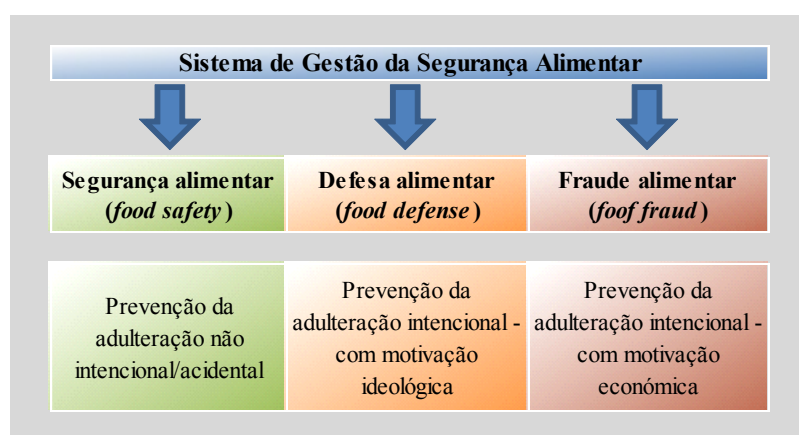 Sistema de Gestão da Segurança Alimentar
Segurança alimentar
(food safety)
Defesa alimentar
(food defense)
Fraude alimentar
(foof fraud)
Prevenção da
adulteração não
intencional/acidental
Prevenção da
adulteração intencional -
com motivação
ideológica
Prevenção da
adulteração intencional -
com motivação
económica